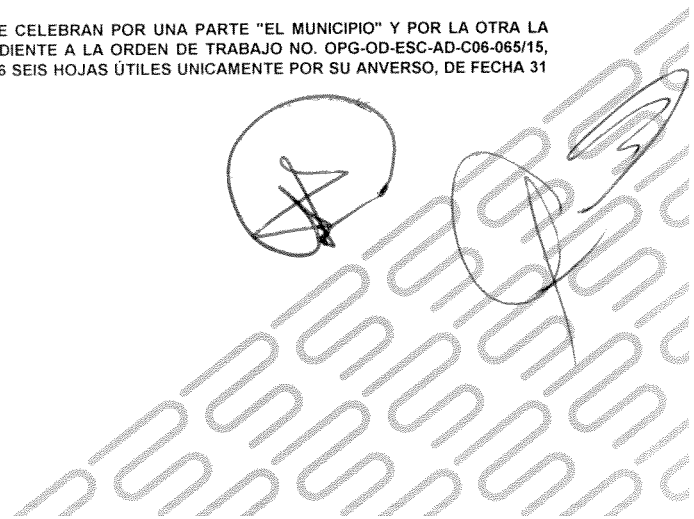 E CELEBRAN POR UNA PARTE "EL MUNICIPIO" Y POR LA OTRA LA
DIENTE A LA ORDEN DE TRABAJO NO. OPG-OD-ESC-AD-C06-065/15,
6 SEIS HOJAS ÚTILES UNICAMENTE POR SU ANVERSO, DE FECHA 31